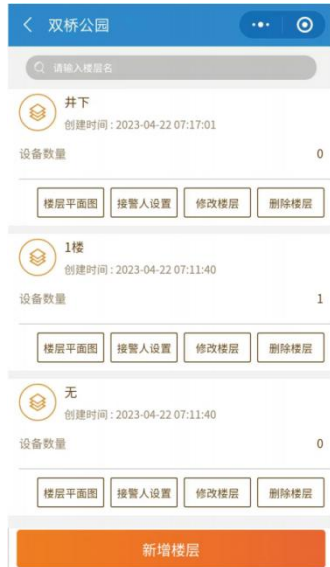 双桥公园
请输入楼层名
井下
创建时间 : 2023-04-22 07:17:01
设备数量 0
楼层平面图 接警人设置 修改楼层 删除楼层
1楼
创建时间 : 2023-04-22 07:11:40
设备数量 1
楼层平面图 接警人设置 修改楼层 删除楼层
无
创建时间 : 2023-04-22 07:11:40
设备数量 0
楼层平面图 接警人设置 修改楼层 删除楼层
新增楼层